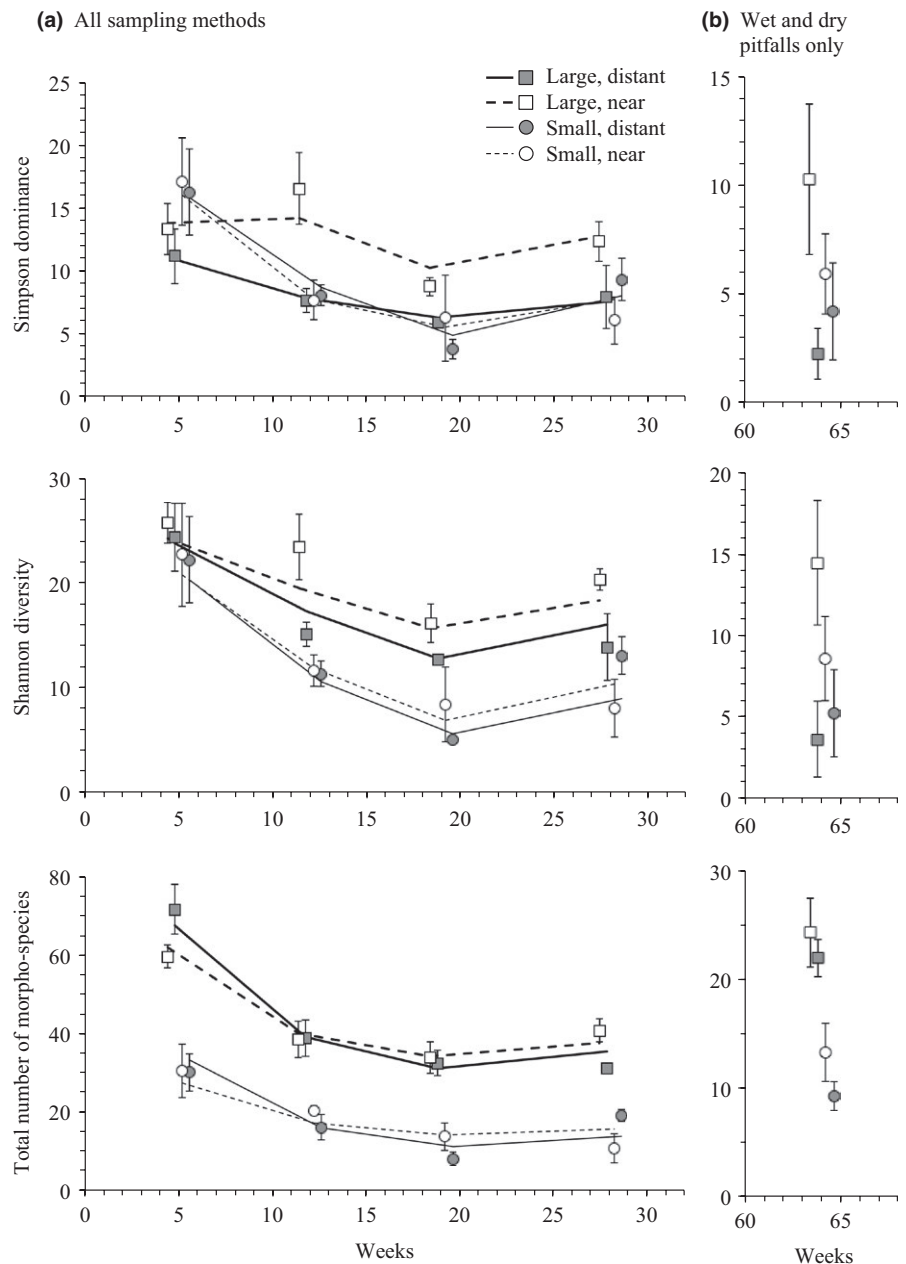 (a) All sampling methods
(b) Wet and dry
pitfalls only
Large, distant
Large, near
Small, distant
Small, near
Simpson dominance
25
20
15
10
5
0
0 5 10 15 20 25 30
15
10
5
0
60 65
Shannon diversity
30
20
10
0
0 5 10 15 20 25 30
20
15
10
5
0
60 65
Total number of morpho-species
80
60
40
20
0
0 5 10 15 20 25 30
Weeks
30
20
10
0
60 65
Weeks